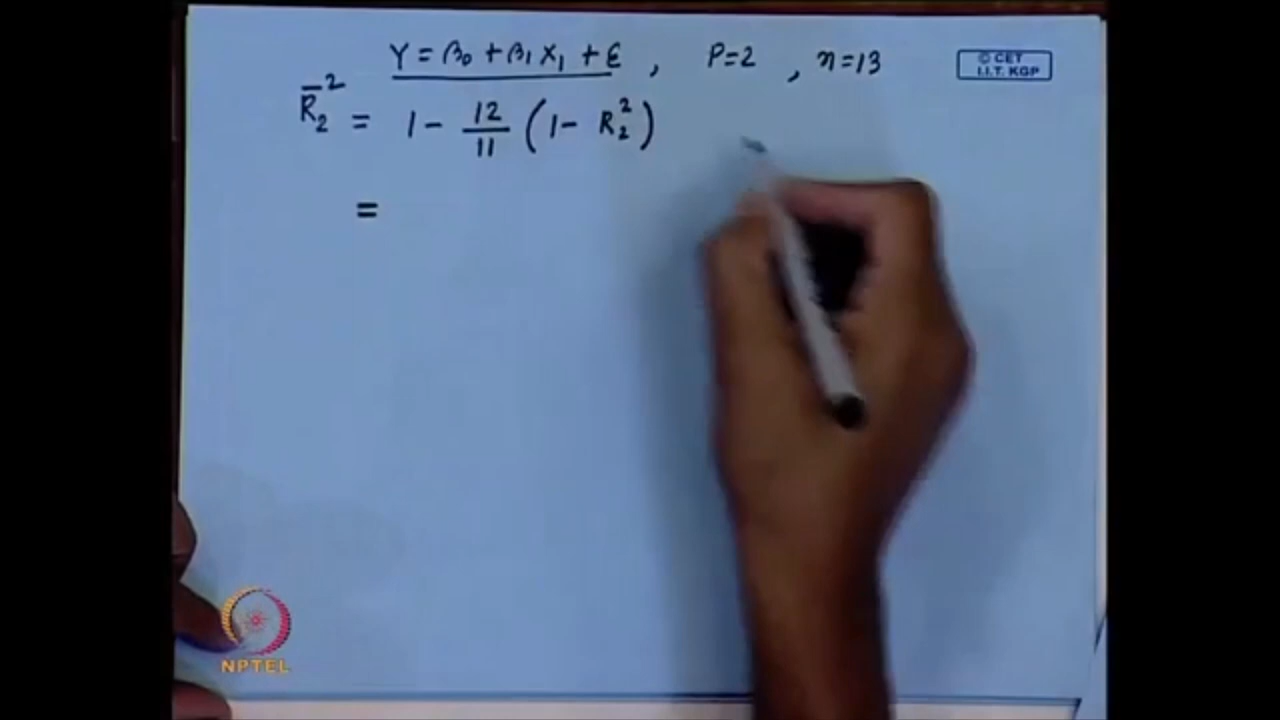 Y = β₀ + β₁ X₁ + ε , P=2 , n=13
© CET
I.I.T. KGP
R̄₂² = 1 - 12/11 (1 - R₂²)
=
NPTEL